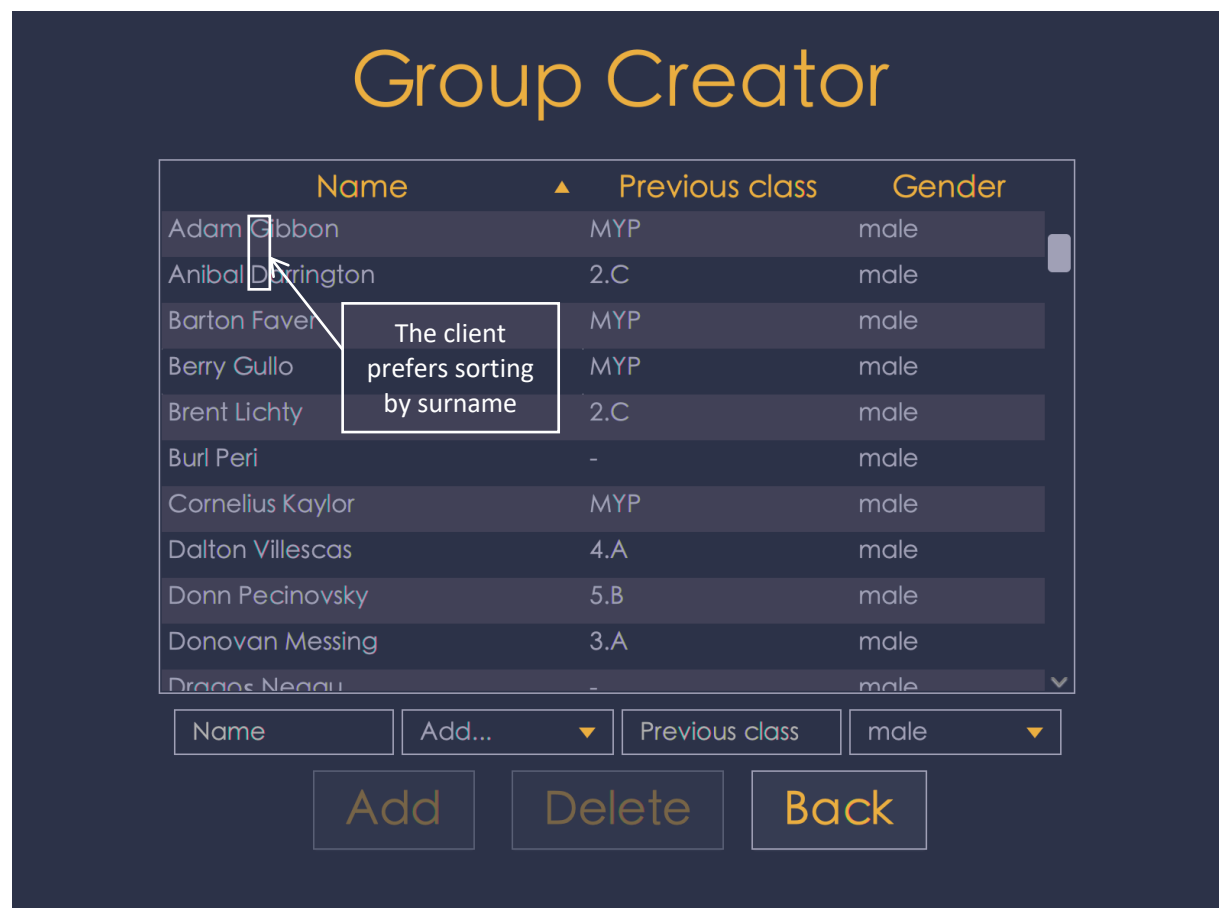 Group Creator
Name ▲ Previous class Gender
Adam Gibbon MYP male
Anibal Darrington 2.C male
Barton Faver MYP male
The client
prefers sorting
by surname
Berry Gullo MYP male
Brent Lichty 2.C male
Burl Peri - male
Cornelius Kaylor MYP male
Dalton Villescas 4.A male
Donn Pecinovsky 5.B male
Donovan Messing 3.A male
Dragos Neagu - male
Name Add... Previous class male
Add Delete Back